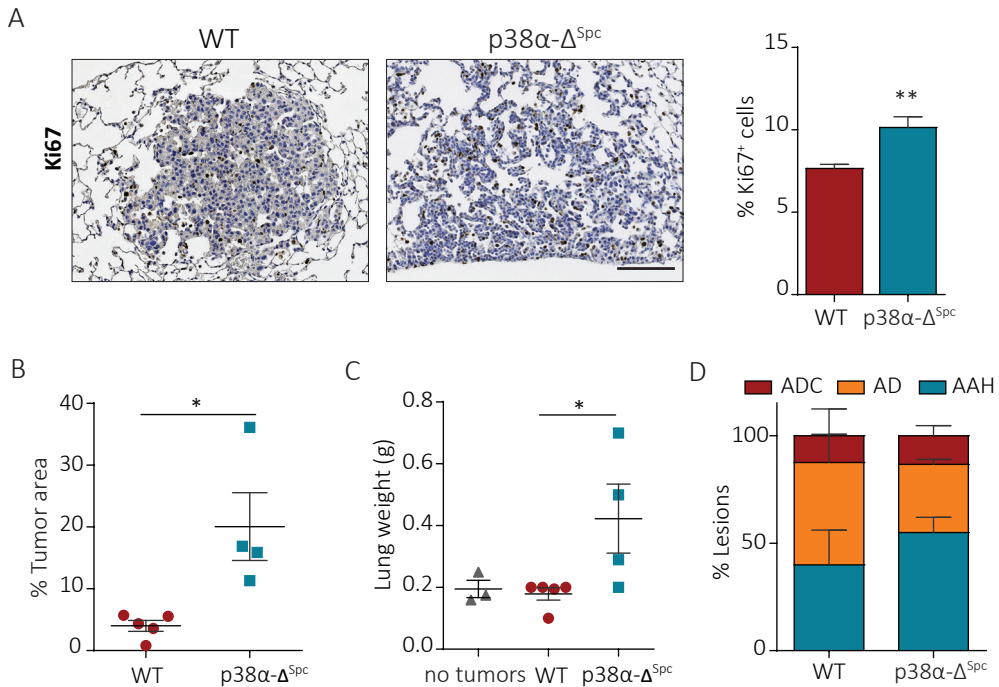 A
WT
p38α-Δ^Spc
Ki67
% Ki67⁺ cells
15
10
5
0
**
WT
p38α-Δ^Spc
B
% Tumor area
40
30
20
10
0
*
WT
p38α-Δ^Spc
C
Lung weight (g)
0.8
0.6
0.4
0.2
0.0
*
no tumors
WT
p38α-Δ^Spc
D
ADC
AD
AAH
% Lesions
100
50
0
WT
p38α-Δ^Spc